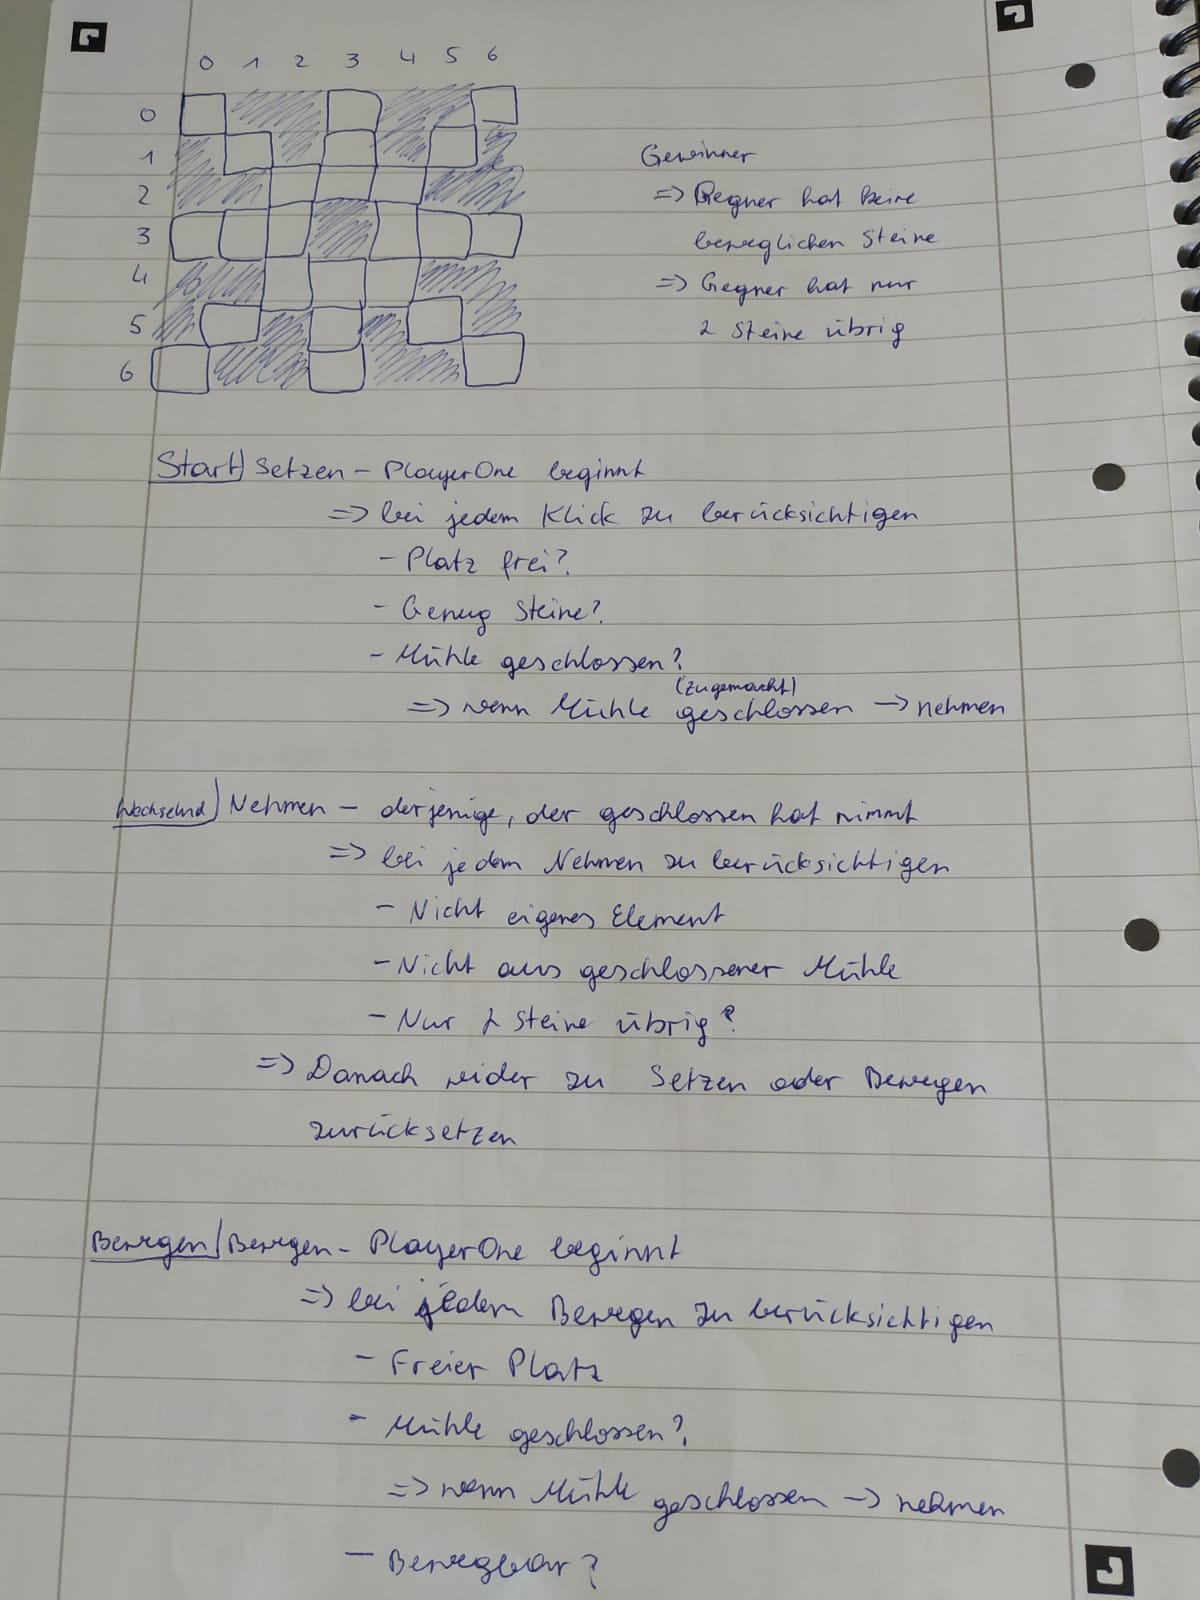 0 1 2 3 4 5 6
0
1
2
3
4
5
6
Gewinner
=> Gegner hat keine
beweglichen Steine
=> Gegner hat nur
2 Steine übrig
Start) Setzen - PlayerOne beginnt
=> bei jedem Klick zu berücksichtigen
- Platz frei?
- Genug Steine?
- Mühle geschlossen?
(zugemacht)
=> wenn Mühle geschlossen -> nehmen
Wechselnd) Nehmen - derjenige, der geschlossen hat nimmt
=> bei jedem Nehmen zu berücksichtigen
- Nicht eigenes Element
- Nicht aus geschlossener Mühle
- Nur 2 Steine übrig?
=> Danach wider zu Setzen oder Bewegen
zurücksetzen
Bewegen) Bewegen - PlayerOne beginnt
=> bei jedem Bewegen zu berücksichtigen
- Freier Platz
- Mühle geschlossen?
=> wenn Mühle geschlossen -> nehmen
- Bewegbar?